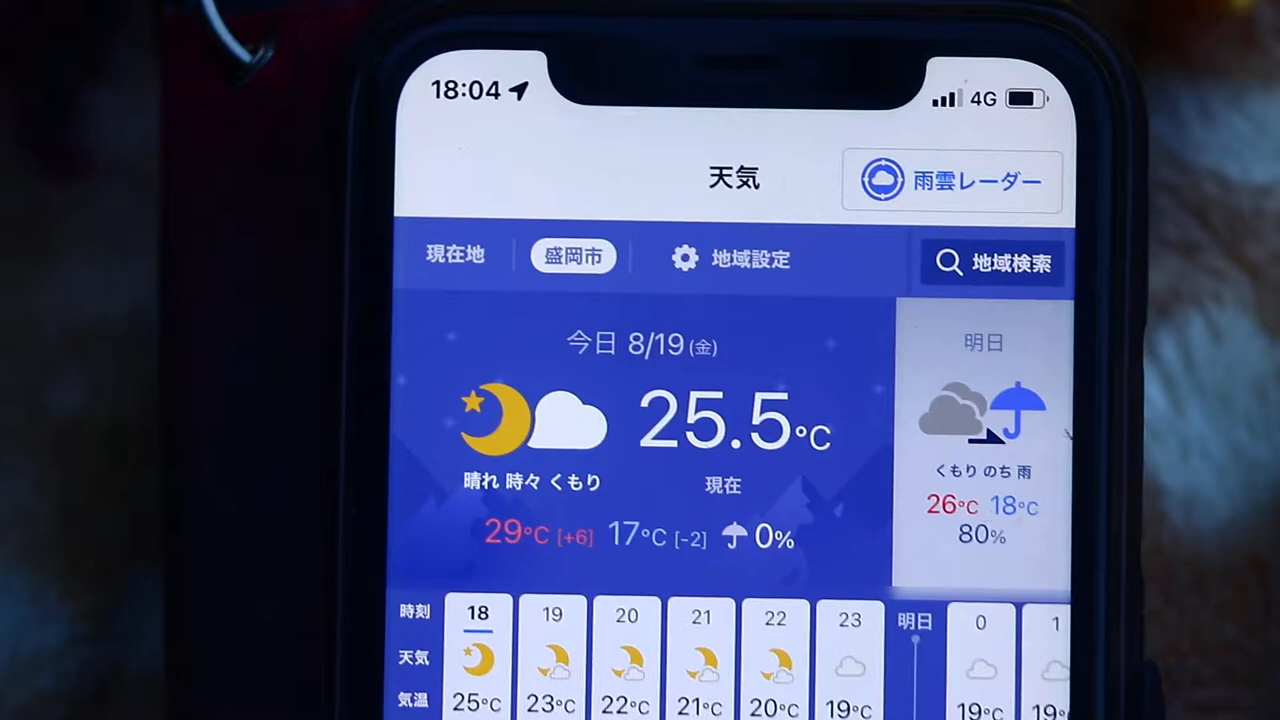 18:04 4G
天気 雨雲レーダー
現在地 盛岡市 地域設定 地域検索
今日 8/19(金) 明日
25.5℃
晴れ 時々 くもり 現在 くもり のち 雨
29℃ [+6] 17℃ [-2] 0% 26℃ 18℃
80%
時刻 18 19 20 21 22 23 明日 0 1
天気
気温 25℃ 23℃ 22℃ 21℃ 20℃ 19℃ 19℃ 19℃